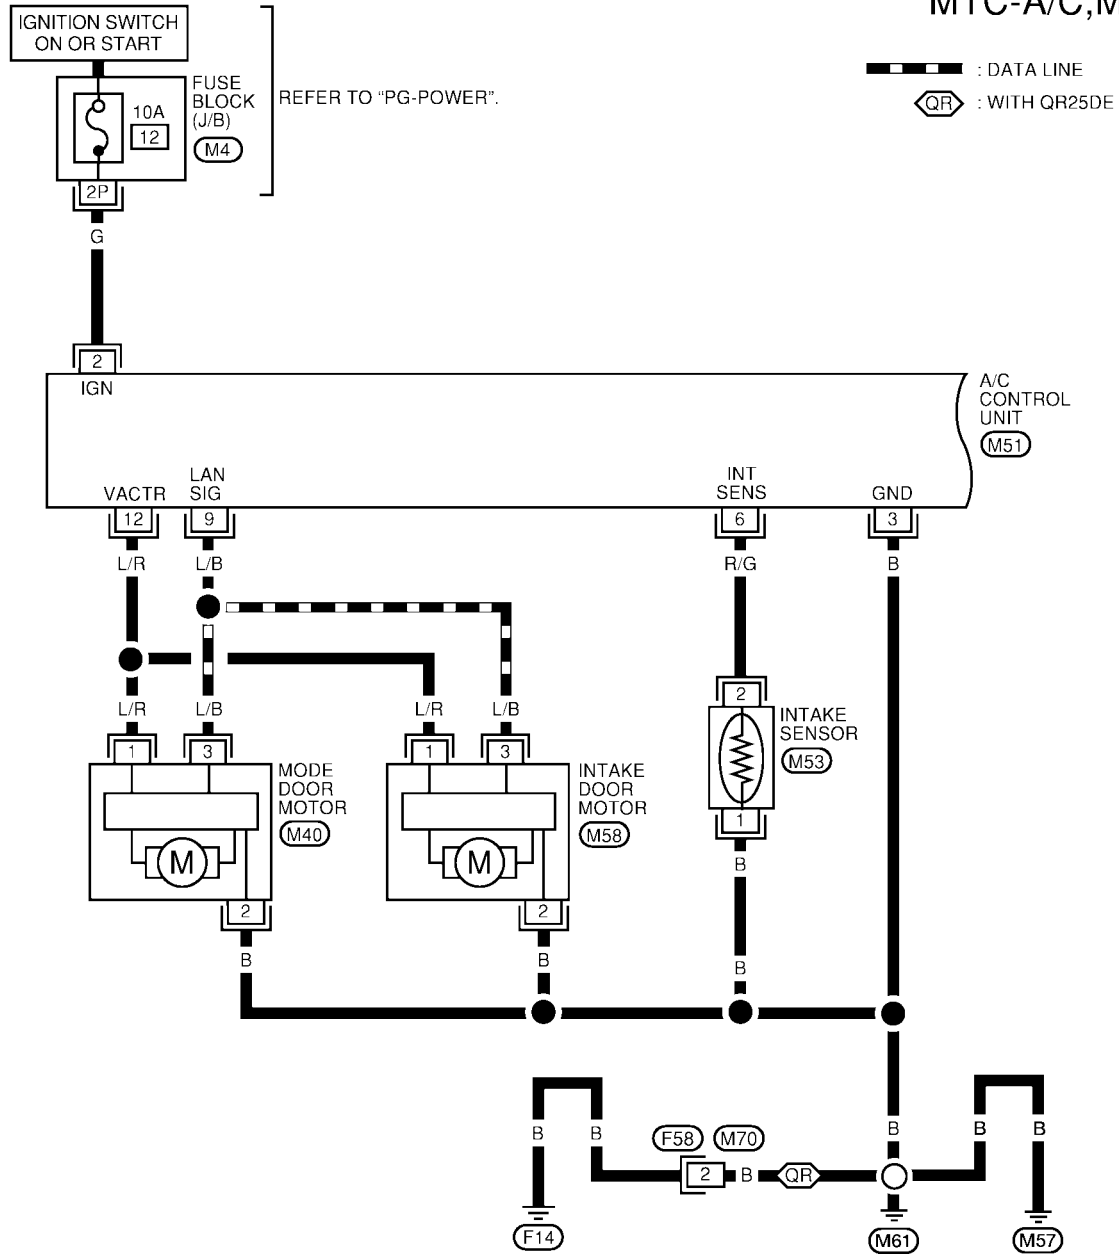 MTC-A/C,M
IGNITION SWITCH
ON OR START
FUSE
BLOCK
(J/B)
M4
10A
12
REFER TO “PG-POWER”.
: DATA LINE
QR : WITH QR25DE
2P
G
2
IGN
A/C
CONTROL
UNIT
M51
VACTR
LAN
SIG
INT
SENS
GND
12
9
6
3
L/R
L/B
R/G
B
L/R
L/B
L/R
L/B
1
3
1
3
2
INTAKE
SENSOR
M53
1
B
MODE
DOOR
MOTOR
M40
M
INTAKE
DOOR
MOTOR
M58
M
2
2
B
B
B
B
B
B
B
B
F58
M70
2
B
QR
F14
M61
M57